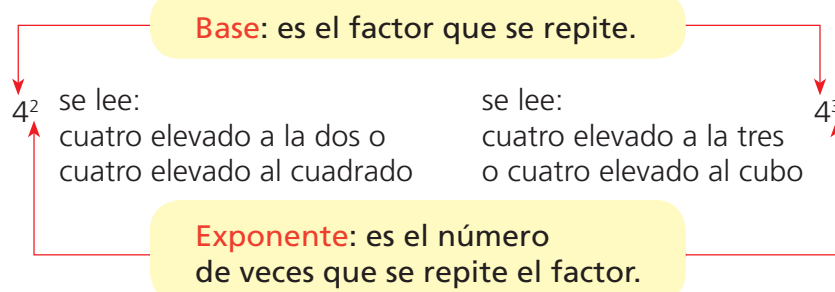 Base: es el factor que se repite.
4² se lee:
cuatro elevado a la dos o
cuatro elevado al cuadrado
se lee:
cuatro elevado a la tres
o cuatro elevado al cubo
4³
Exponente: es el número
de veces que se repite el factor.